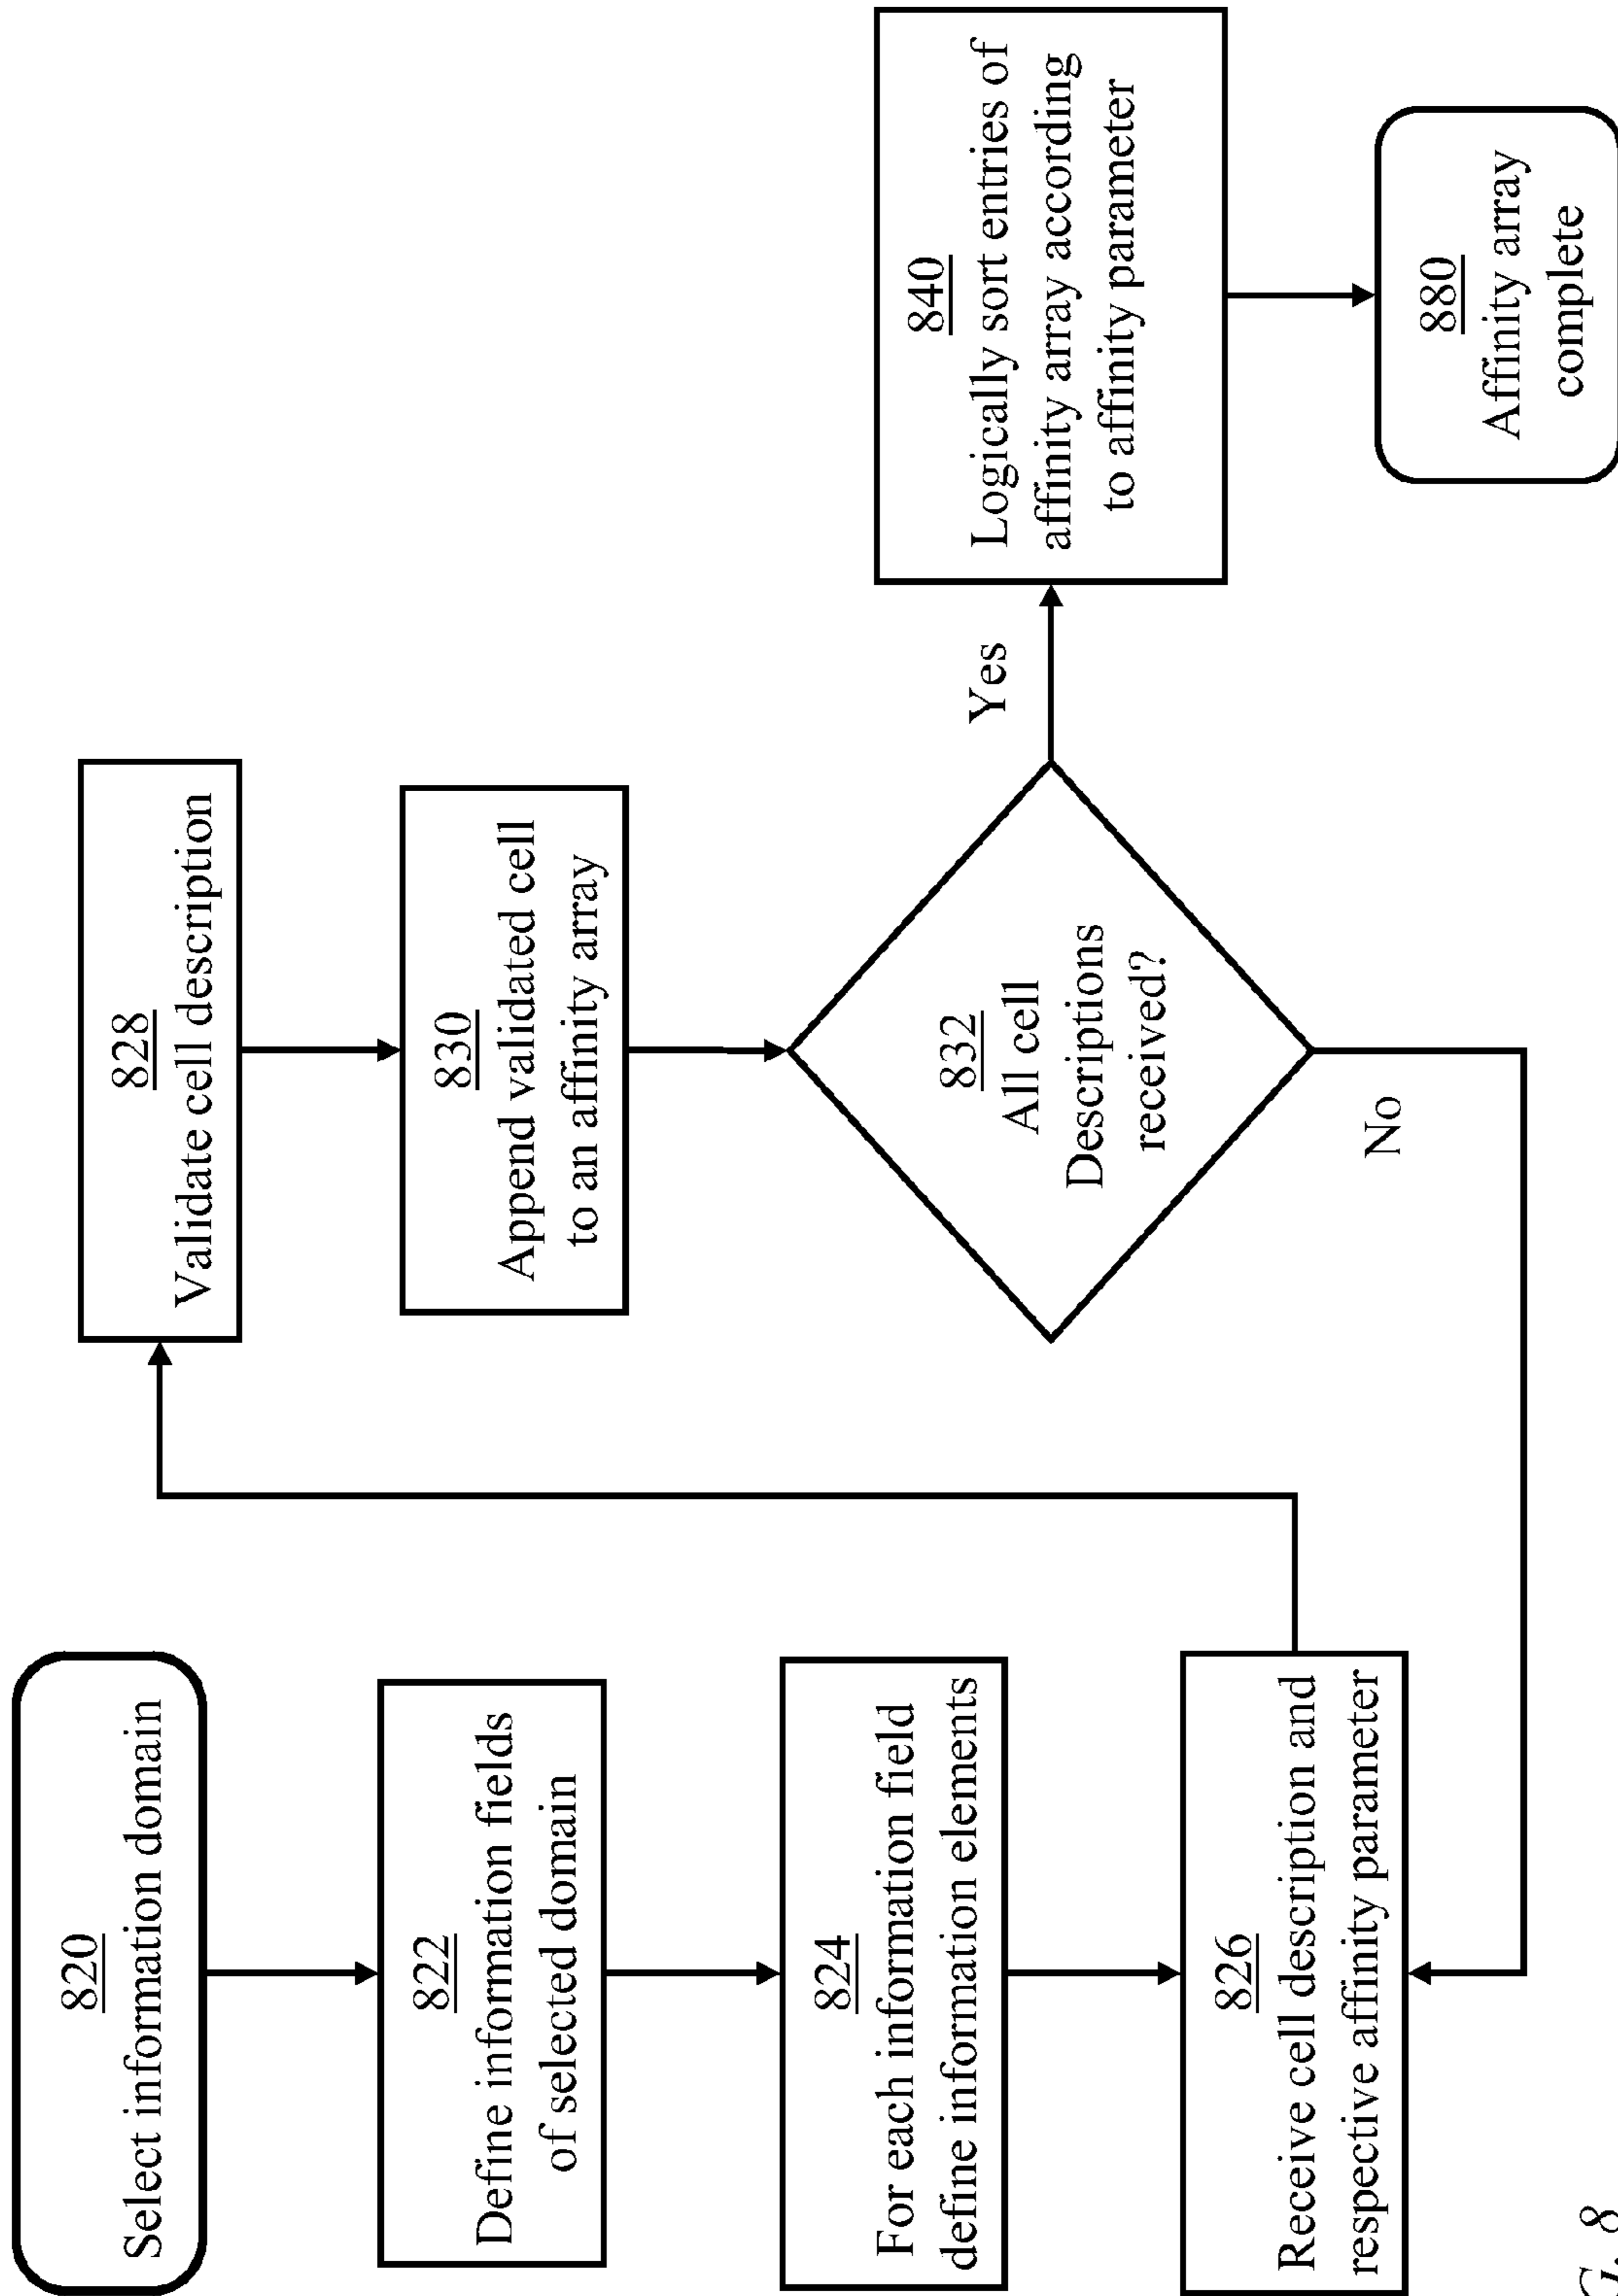 820
Select information domain
822
Define information fields
of selected domain
824
For each information field
define information elements
826
Receive cell description and
respective affinity parameter
828
Validate cell description
830
Append validated cell
to an affinity array
832
All cell
Descriptions
received?
Yes
No
840
Logically sort entries of
affinity array according
to affinity parameter
880
Affinity array
complete
G. 8